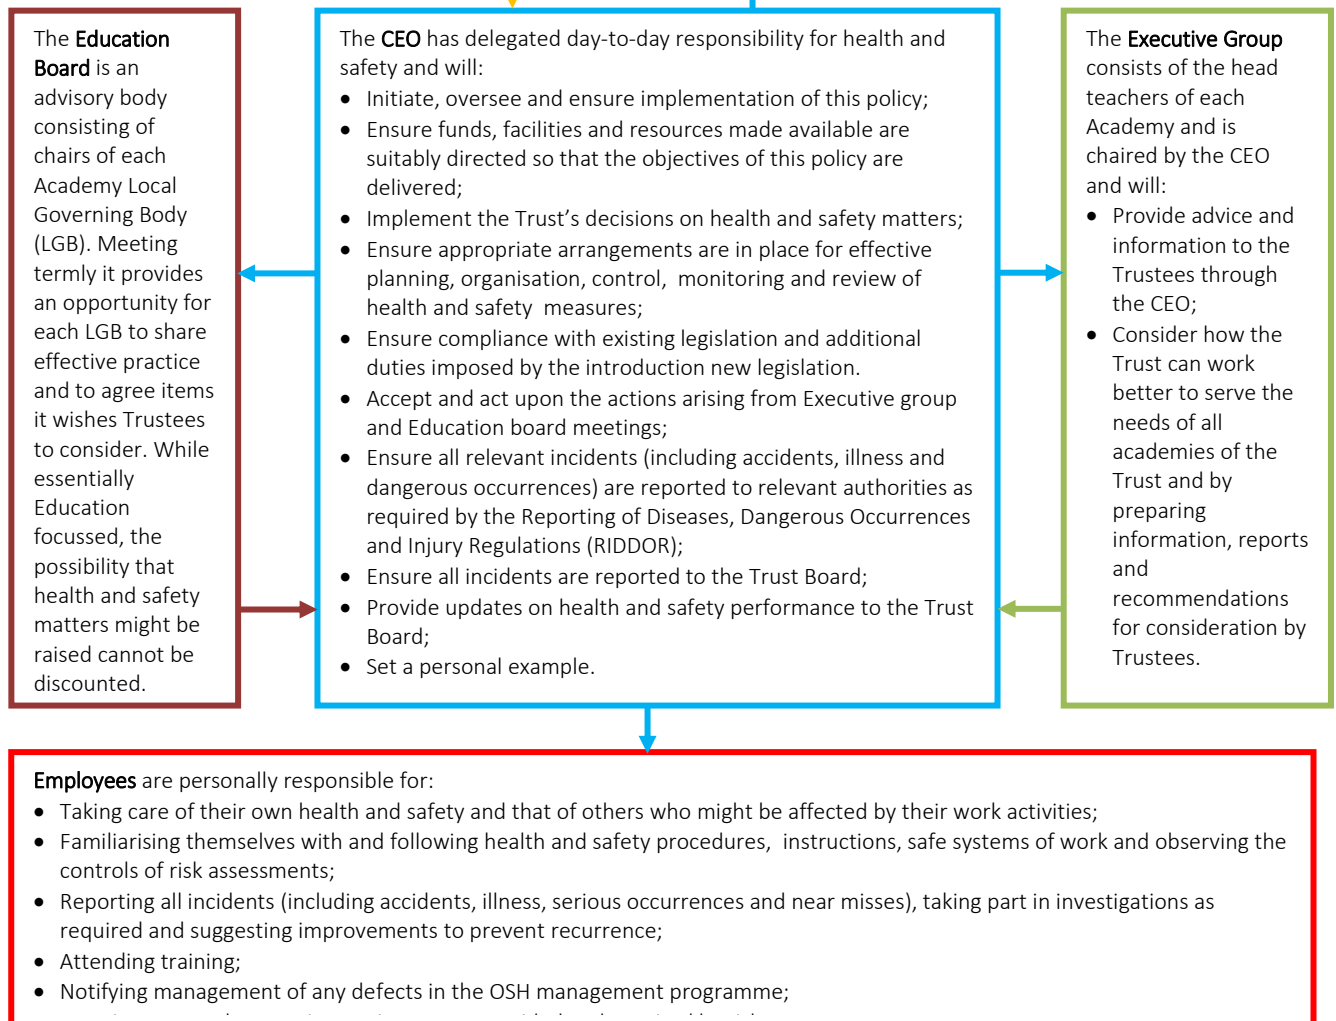 The Education
Board is an
advisory body
consisting of
chairs of each
Academy Local
Governing Body
(LGB). Meeting
termly it provides
an opportunity for
each LGB to share
effective practice
and to agree items
it wishes Trustees
to consider. While
essentially
Education
focussed, the
possibility that
health and safety
matters might be
raised cannot be
discounted.
The CEO has delegated day-to-day responsibility for health and
safety and will:
• Initiate, oversee and ensure implementation of this policy;
• Ensure funds, facilities and resources made available are
suitably directed so that the objectives of this policy are
delivered;
• Implement the Trust's decisions on health and safety matters;
• Ensure appropriate arrangements are in place for effective
planning, organisation, control, monitoring and review of
health and safety measures;
• Ensure compliance with existing legislation and additional
duties imposed by the introduction new legislation.
• Accept and act upon the actions arising from Executive group
and Education board meetings;
• Ensure all relevant incidents (including accidents, illness and
dangerous occurrences) are reported to relevant authorities as
required by the Reporting of Diseases, Dangerous Occurrences
and Injury Regulations (RIDDOR);
• Ensure all incidents are reported to the Trust Board;
• Provide updates on health and safety performance to the Trust
Board;
• Set a personal example.
The Executive Group
consists of the head
teachers of each
Academy and is
chaired by the CEO
and will:
• Provide advice and
information to the
Trustees through
the CEO;
• Consider how the
Trust can work
better to serve the
needs of all
academies of the
Trust and by
preparing
information, reports
and
recommendations
for consideration by
Trustees.
Employees are personally responsible for:
• Taking care of their own health and safety and that of others who might be affected by their work activities;
• Familiarising themselves with and following health and safety procedures, instructions, safe systems of work and observing the
controls of risk assessments;
• Reporting all incidents (including accidents, illness, serious occurrences and near misses), taking part in investigations as
required and suggesting improvements to prevent recurrence;
• Attending training;
• Notifying management of any defects in the OSH management programme;